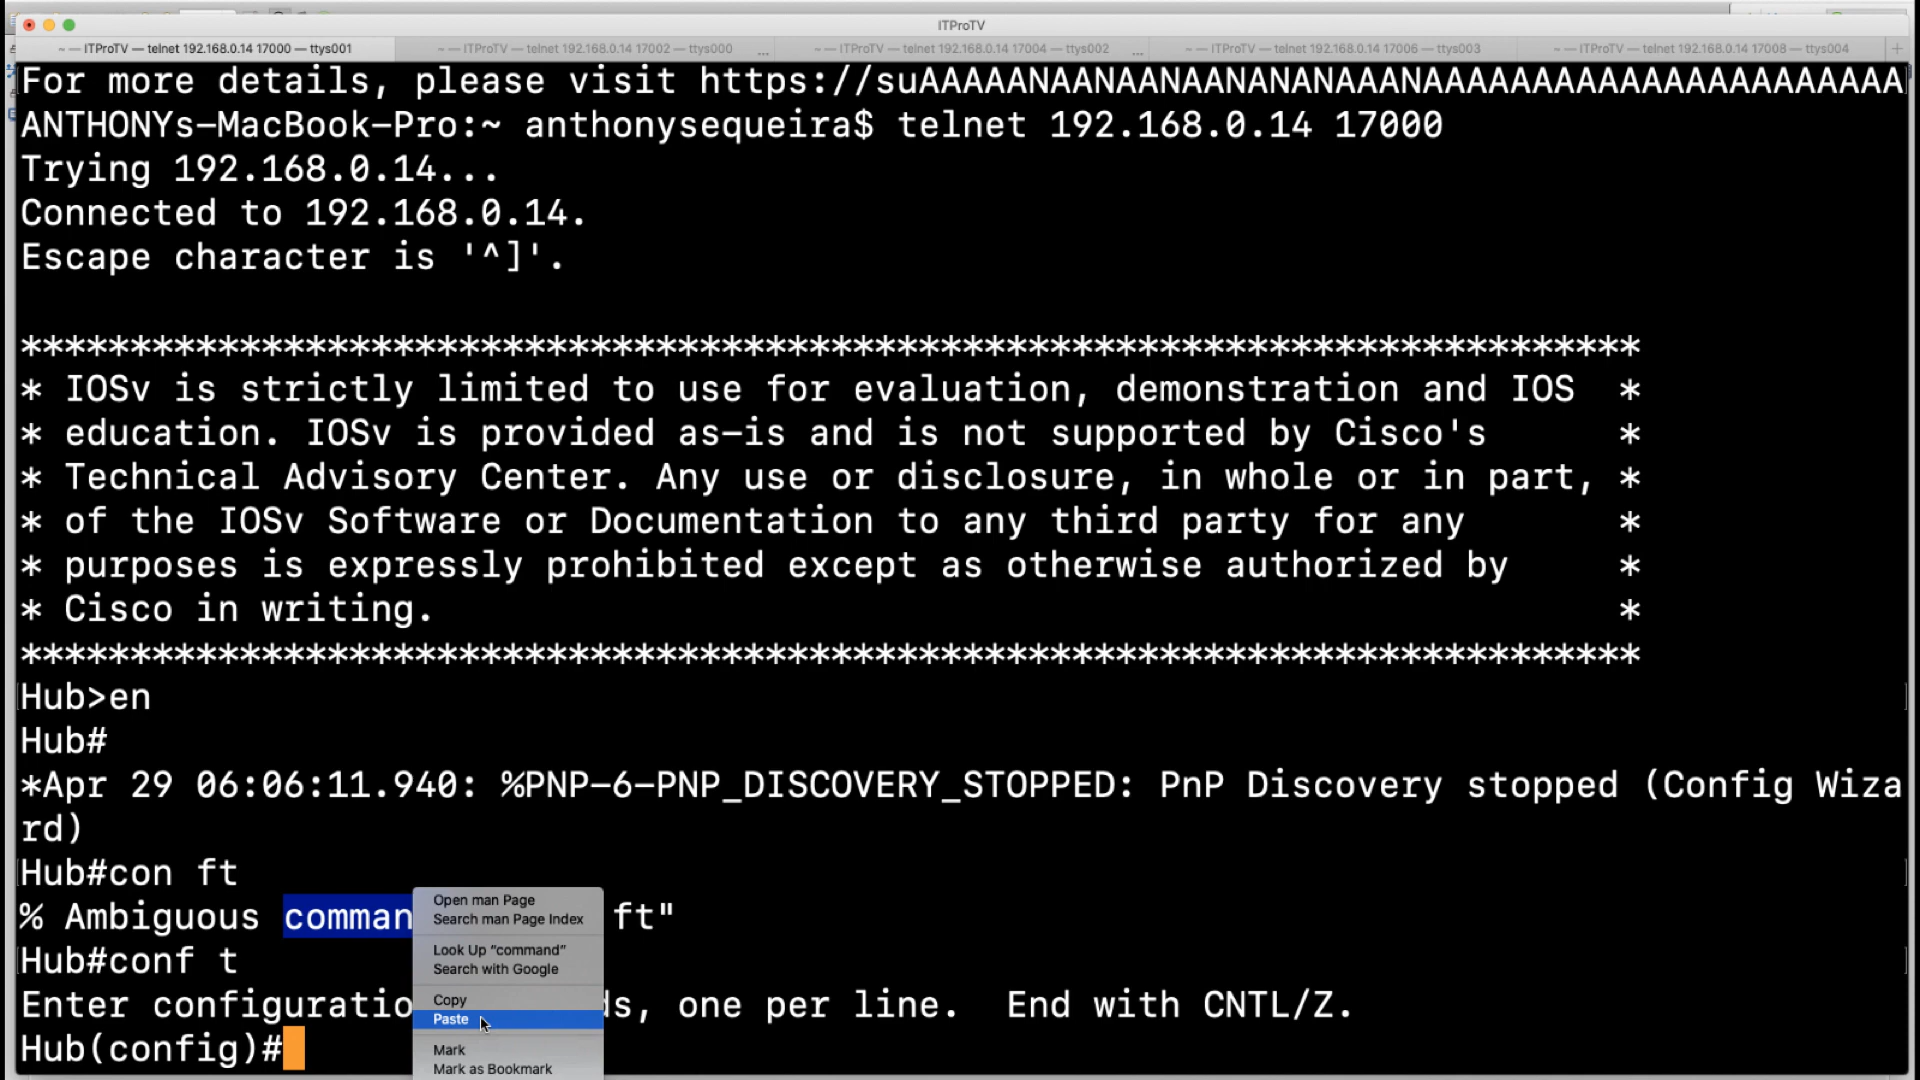 ITProTV
~ — ITProTV — telnet 192.168.0.14 17000 — ttys001
~ — ITProTV — telnet 192.168.0.14 17002 — ttys000 ...
~ — ITProTV — telnet 192.168.0.14 17004 — ttys002 ...
~ — ITProTV — telnet 192.168.0.14 17006 — ttys003
~ — ITProTV — telnet 192.168.0.14 17008 — ttys004 +
For more details, please visit https://suAAAAANAANAANAANANANAAANAAAAAAAAAAAAAAAAAAAAA
ANTHONYs-MacBook-Pro:~ anthonysequeira$ telnet 192.168.0.14 17000
Trying 192.168.0.14...
Connected to 192.168.0.14.
Escape character is '^]'.
**************************************************************************
* IOSv is strictly limited to use for evaluation, demonstration and IOS  *
* education. IOSv is provided as-is and is not supported by Cisco's      *
* Technical Advisory Center. Any use or disclosure, in whole or in part, *
* of the IOSv Software or Documentation to any third party for any       *
* purposes is expressly prohibited except as otherwise authorized by     *
* Cisco in writing.                                                      *
**************************************************************************
Hub>en
Hub#
*Apr 29 06:06:11.940: %PNP-6-PNP_DISCOVERY_STOPPED: PnP Discovery stopped (Config Wiza
rd)
Hub#con ft
% Ambiguous comman ft"
Hub#conf t
Enter configuratio ds, one per line.  End with CNTL/Z.
Hub(config)#
Open man Page
Search man Page Index
Look Up “command”
Search with Google
Copy
Paste
Mark
Mark as Bookmark